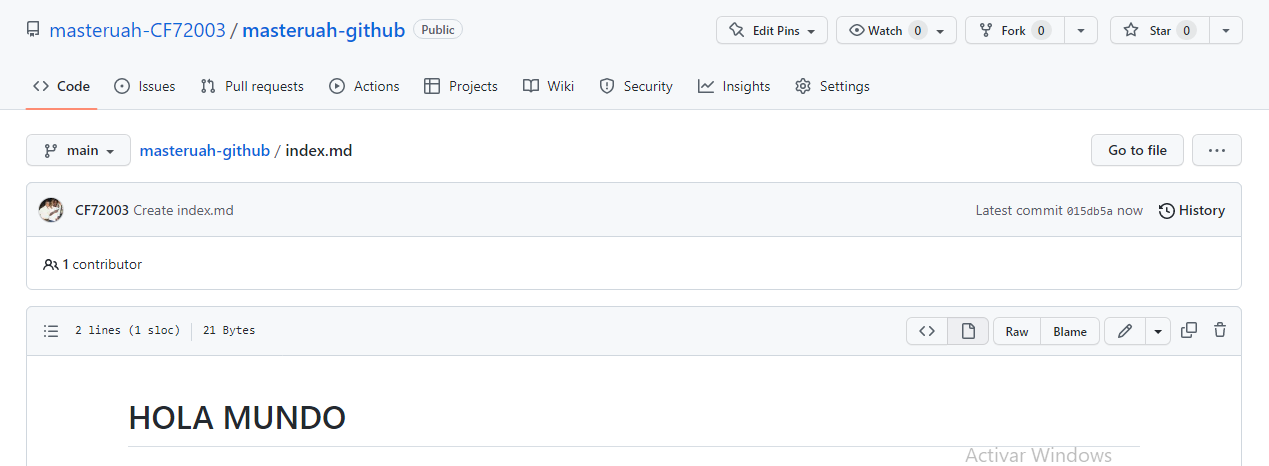 masteruah-CF72003 / masteruah-github Public Edit Pins Watch 0 Fork 0 Star 0
Code Issues Pull requests Actions Projects Wiki Security Insights Settings
main masteruah-github / index.md Go to file ...
CF72003 Create index.md Latest commit 015db5a now History
1 contributor
2 lines (1 sloc) 21 Bytes <> Raw Blame
HOLA MUNDO
Activar Windows